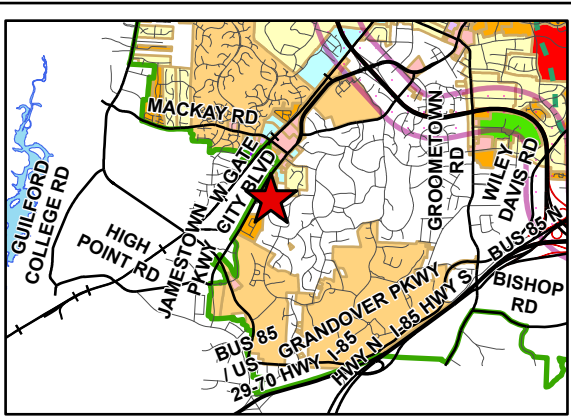 MACKAY RD
GUILFORD
COLLEGE RD
HIGH
POINT RD
JAMESTOWN
PKWY
W GATE
CITY BLVD
GROOMETOWN
RD
WILEY
DAVIS RD
BUS 85
/ US
29-70 HWY
I-85
GRANDOVER PKWY
HWY N
I-85 HWY S
BUS-85 N
BISHOP
RD